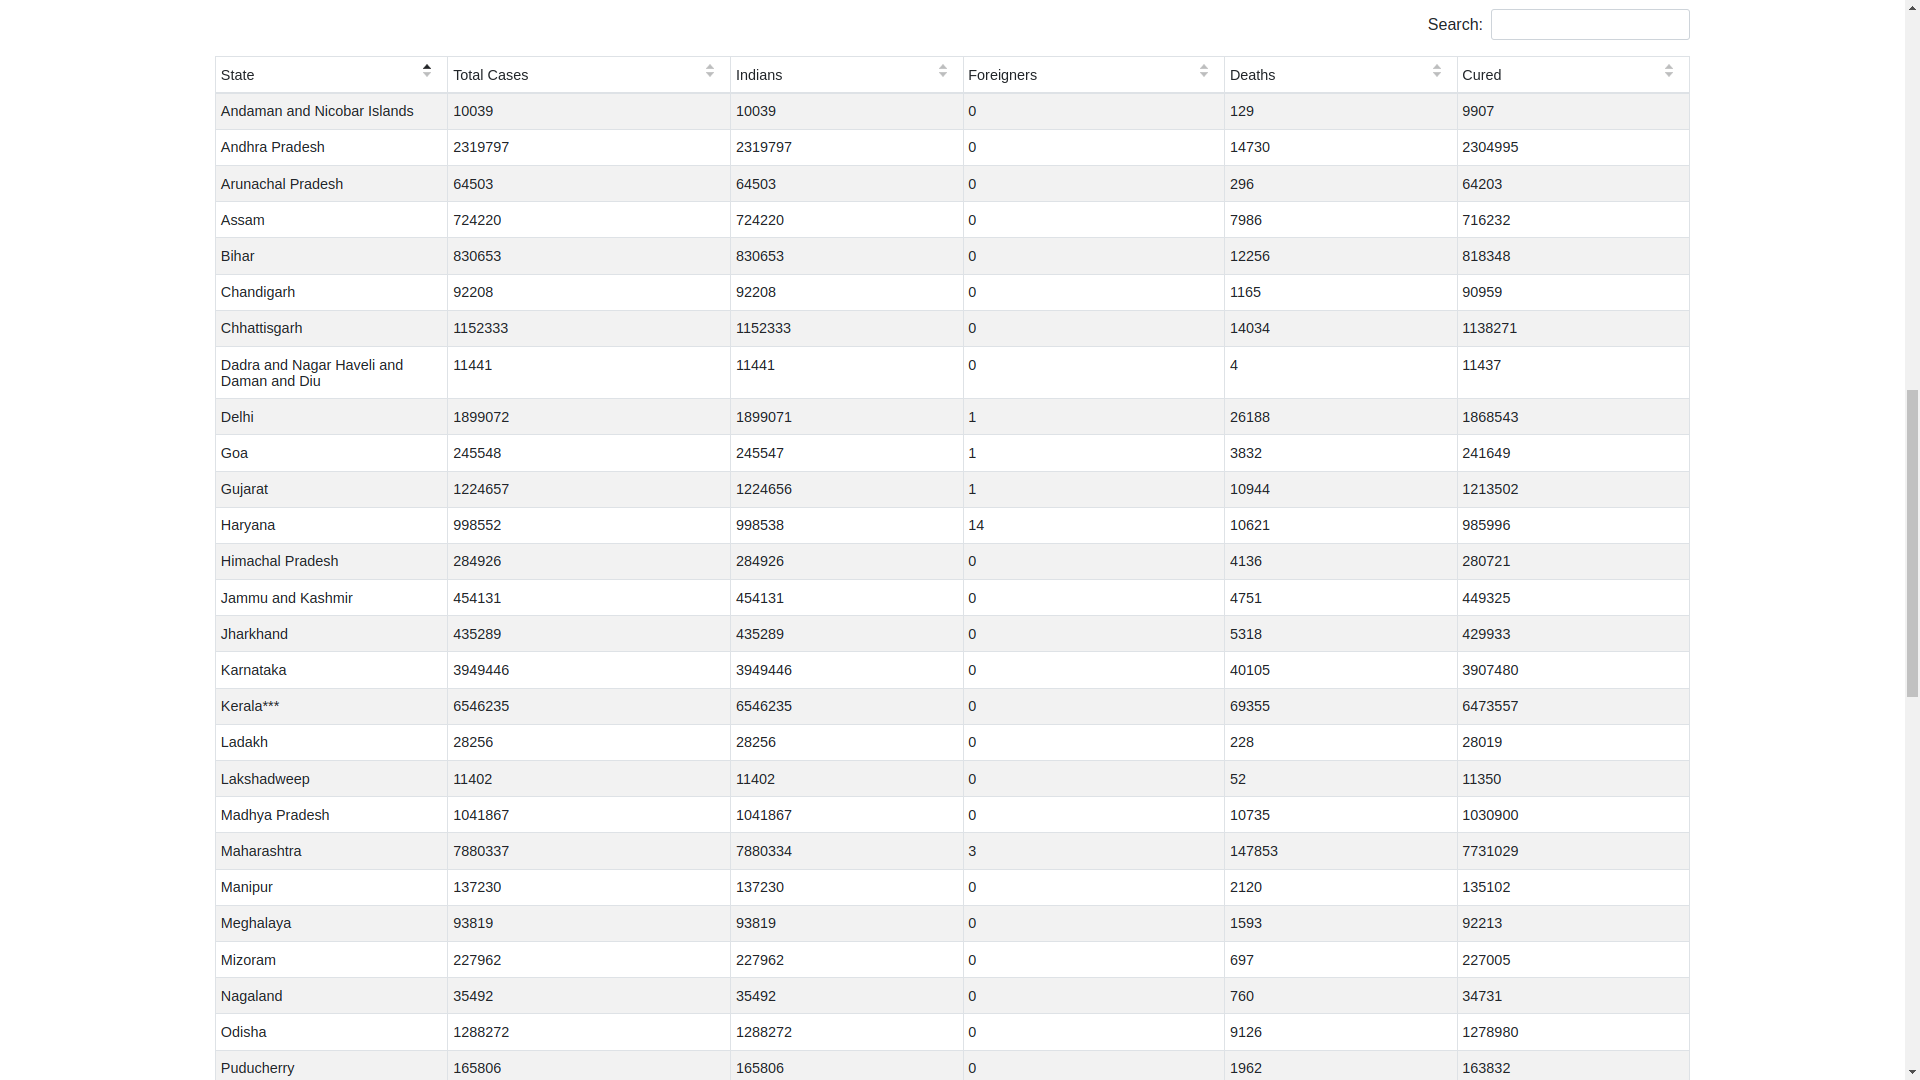 Search:
State Total Cases Indians Foreigners Deaths Cured
Andaman and Nicobar Islands 10039 10039 0 129 9907
Andhra Pradesh 2319797 2319797 0 14730 2304995
Arunachal Pradesh 64503 64503 0 296 64203
Assam 724220 724220 0 7986 716232
Bihar 830653 830653 0 12256 818348
Chandigarh 92208 92208 0 1165 90959
Chhattisgarh 1152333 1152333 0 14034 1138271
Dadra and Nagar Haveli and 11441 11441 0 4 11437
Daman and Diu
Delhi 1899072 1899071 1 26188 1868543
Goa 245548 245547 1 3832 241649
Gujarat 1224657 1224656 1 10944 1213502
Haryana 998552 998538 14 10621 985996
Himachal Pradesh 284926 284926 0 4136 280721
Jammu and Kashmir 454131 454131 0 4751 449325
Jharkhand 435289 435289 0 5318 429933
Karnataka 3949446 3949446 0 40105 3907480
Kerala*** 6546235 6546235 0 69355 6473557
Ladakh 28256 28256 0 228 28019
Lakshadweep 11402 11402 0 52 11350
Madhya Pradesh 1041867 1041867 0 10735 1030900
Maharashtra 7880337 7880334 3 147853 7731029
Manipur 137230 137230 0 2120 135102
Meghalaya 93819 93819 0 1593 92213
Mizoram 227962 227962 0 697 227005
Nagaland 35492 35492 0 760 34731
Odisha 1288272 1288272 0 9126 1278980
Puducherry 165806 165806 0 1962 163832